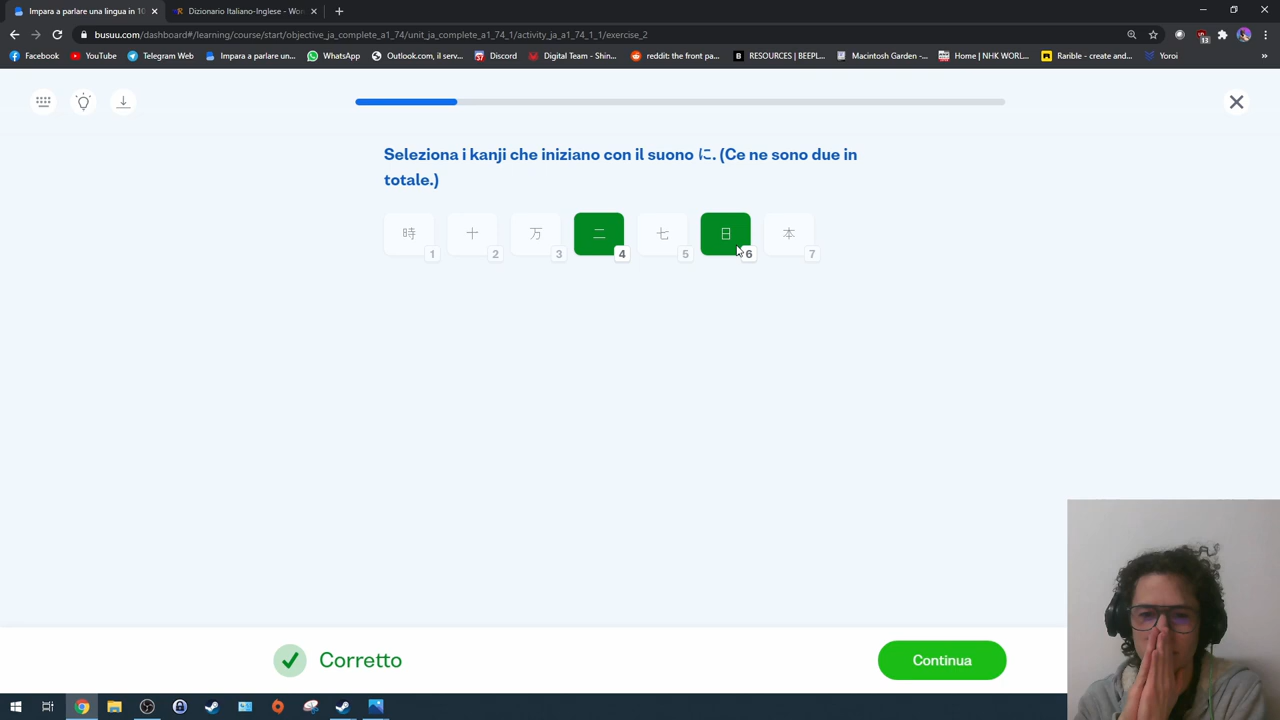 Impara a parlare una lingua in 10
Dizionario Italiano-Inglese - Wor
busuu.com/dashboard#/learning/course/start/objective_ja_complete_a1_74/unit_ja_complete_a1_74_1/activity_ja_a1_74_1_1/exercise_2
13
Facebook YouTube Telegram Web Impara a parlare un... WhatsApp Outlook.com, il serv... Discord Digital Team - Shin... reddit: the front pa... RESOURCES | BEEPL... Macintosh Garden -... Home | NHK WORL... Rarible - create and... Yoroi »
Seleziona i kanji che iniziano con il suono に. (Ce ne sono due in
totale.)
時 十 万 二 七 日 本
1 2 3 4 5 6 7
Corretto
Continua